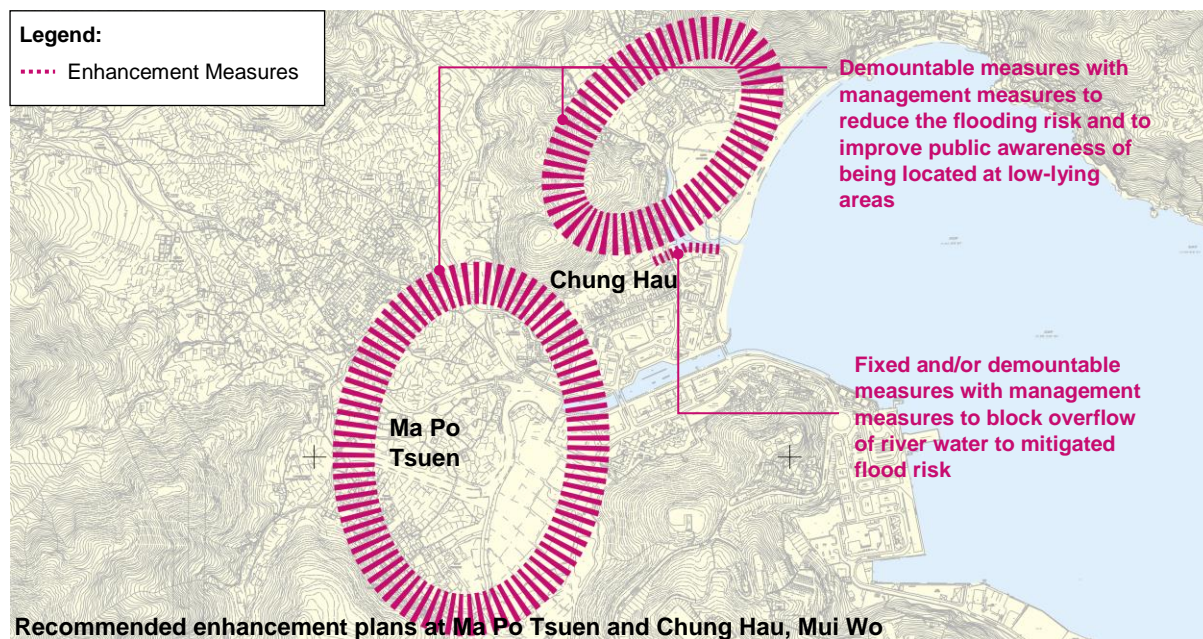 Legend:
Enhancement Measures
Demountable measures with
management measures to
reduce the flooding risk and to
improve public awareness of
being located at low-lying
areas
Chung Hau
Fixed and/or demountable
measures with management
measures to block overflow
of river water to mitigated
flood risk
Ma Po
Tsuen
Recommended enhancement plans at Ma Po Tsuen and Chung Hau, Mui Wo